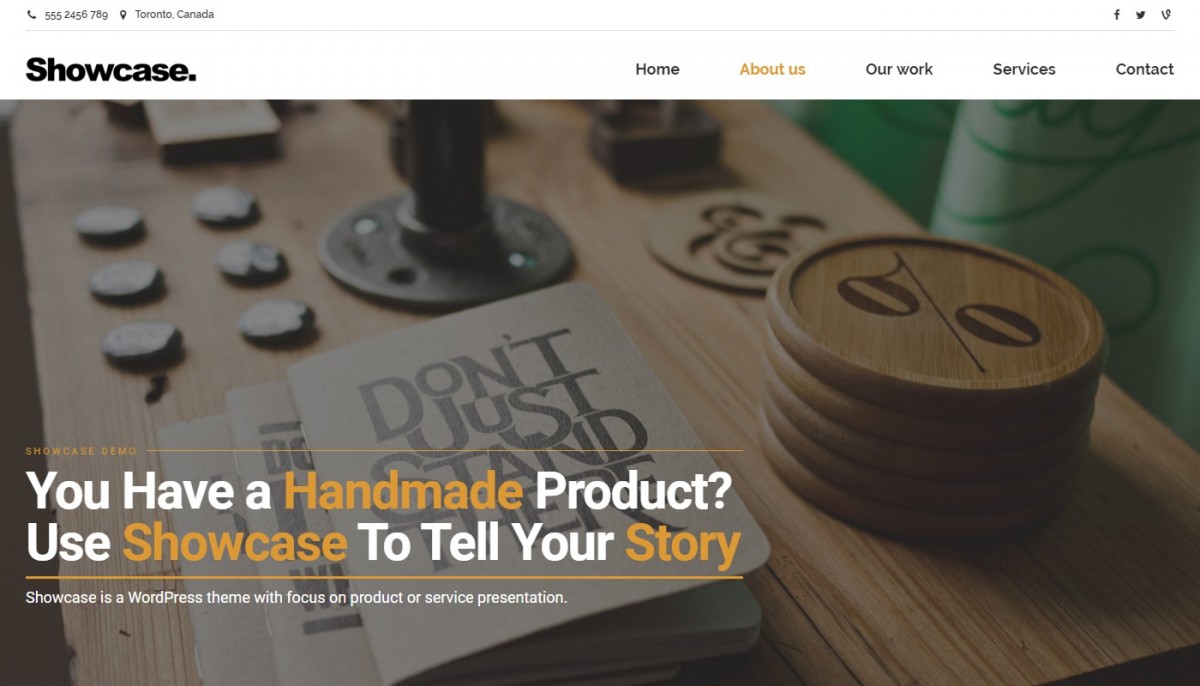 555 2456 789 Toronto, Canada
Showcase.
Home About us Our work Services Contact
&
%
DON'T
JUST
STAND
HERE
SHOWCASE DEMO
You Have a Handmade Product?
Use Showcase To Tell Your Story
Showcase is a WordPress theme with focus on product or service presentation.